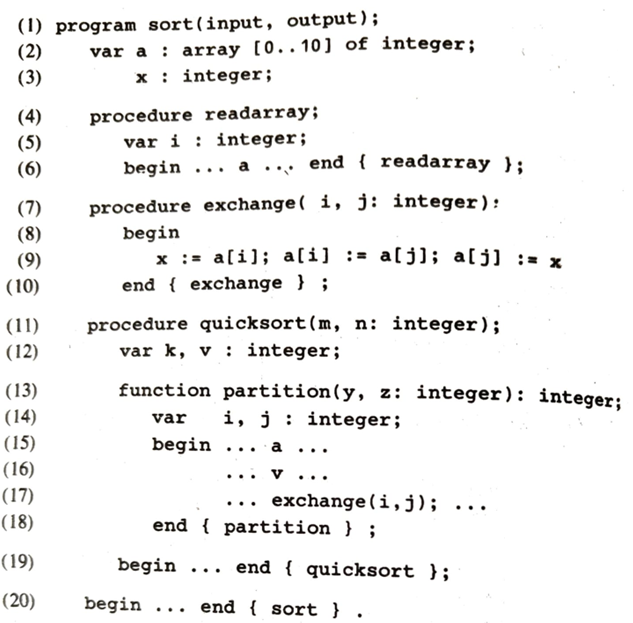 (1) program sort(input, output);
(2) var a : array [0..10] of integer;
(3) x : integer;
(4) procedure readarray;
(5) var i : integer;
(6) begin ... a ... end { readarray };
(7) procedure exchange( i, j: integer);
(8) begin
(9) x := a[i]; a[i] := a[j]; a[j] := x
(10) end { exchange } ;
(11) procedure quicksort(m, n: integer);
(12) var k, v : integer;
(13) function partition(y, z: integer): integer;
(14) var i, j : integer;
(15) begin ... a ...
(16) ... v ...
(17) ... exchange(i,j); ...
(18) end { partition } ;
(19) begin ... end { quicksort };
(20) begin ... end { sort } .